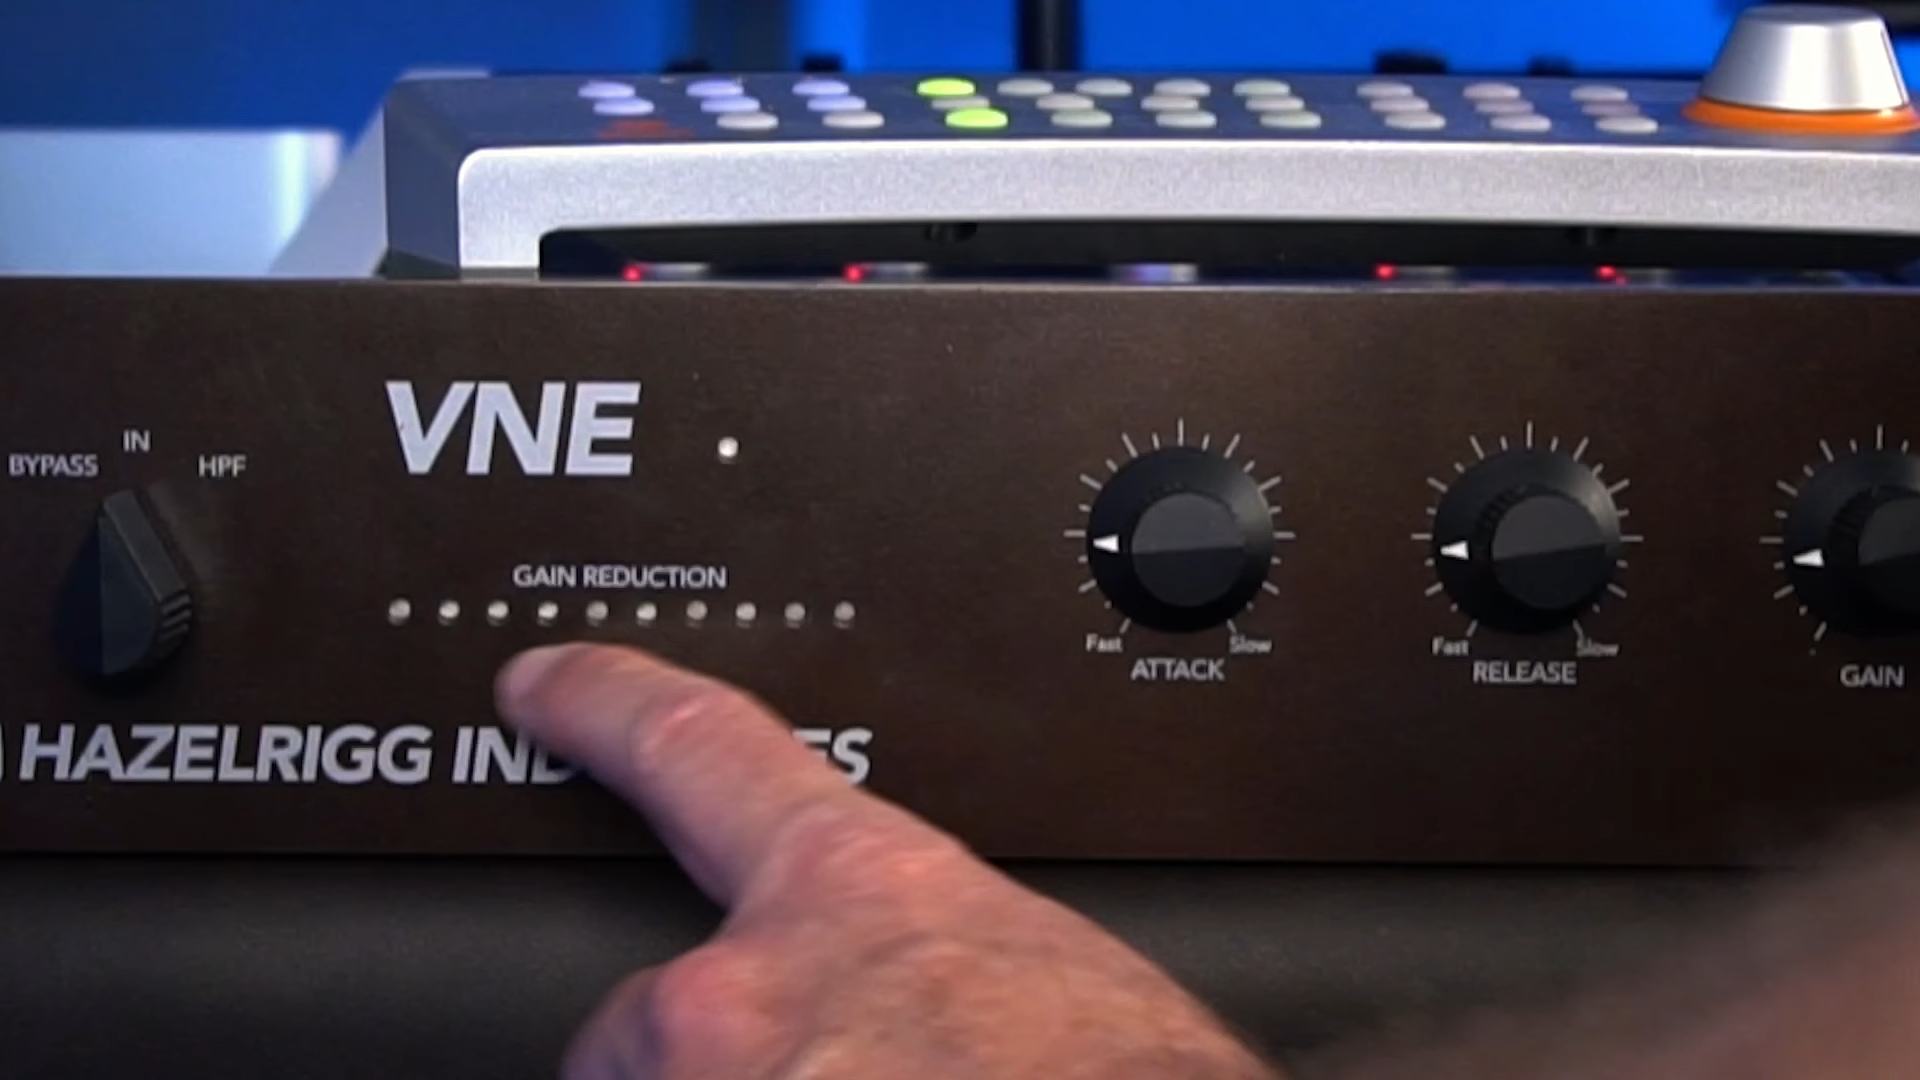 IN
BYPASS
HPF
VNE
GAIN REDUCTION
Fast
Slow
ATTACK
Fast
Slow
RELEASE
GAIN
HAZELRIGG IND ES